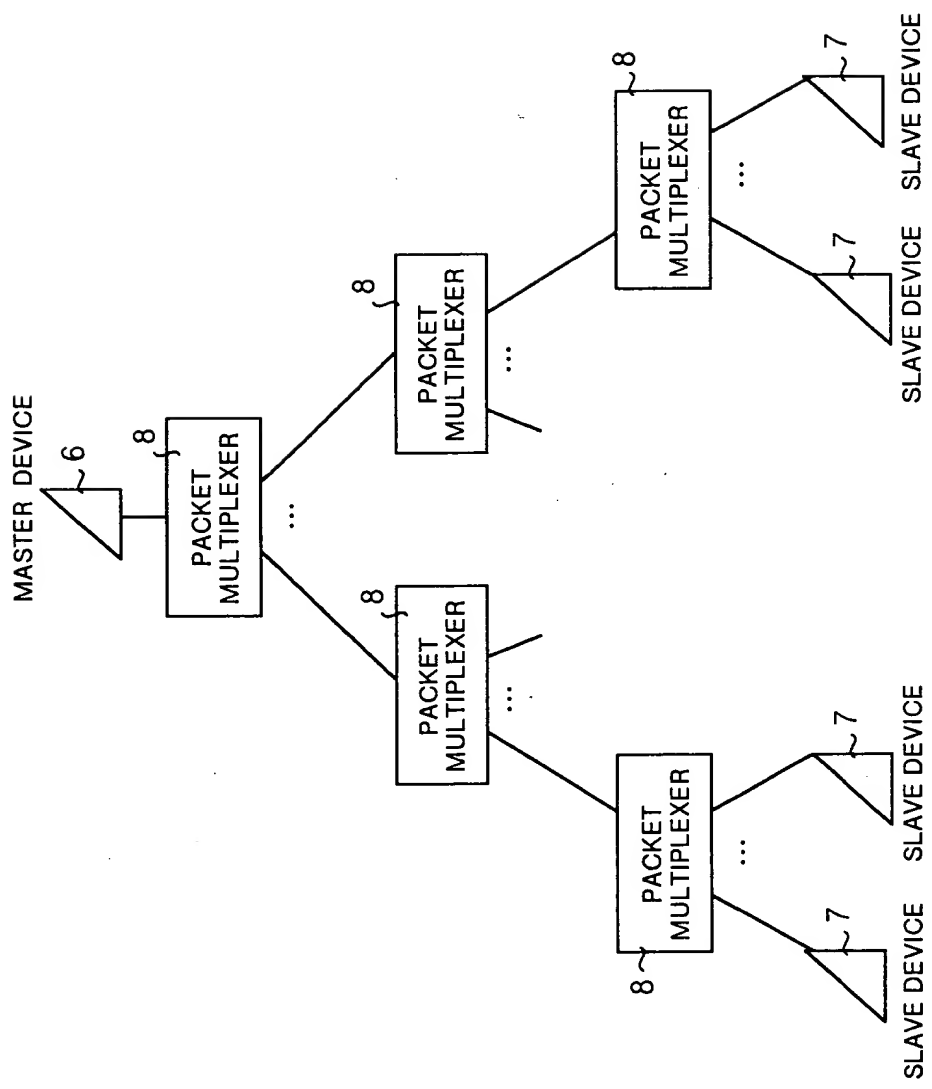 MASTER DEVICE
6
8
PACKET
MULTIPLEXER
...
8
PACKET
MULTIPLEXER
...
8
PACKET
MULTIPLEXER
...
8
PACKET
MULTIPLEXER
...
8
PACKET
MULTIPLEXER
...
7
SLAVE DEVICE
7
SLAVE DEVICE
7
SLAVE DEVICE
7
SLAVE DEVICE